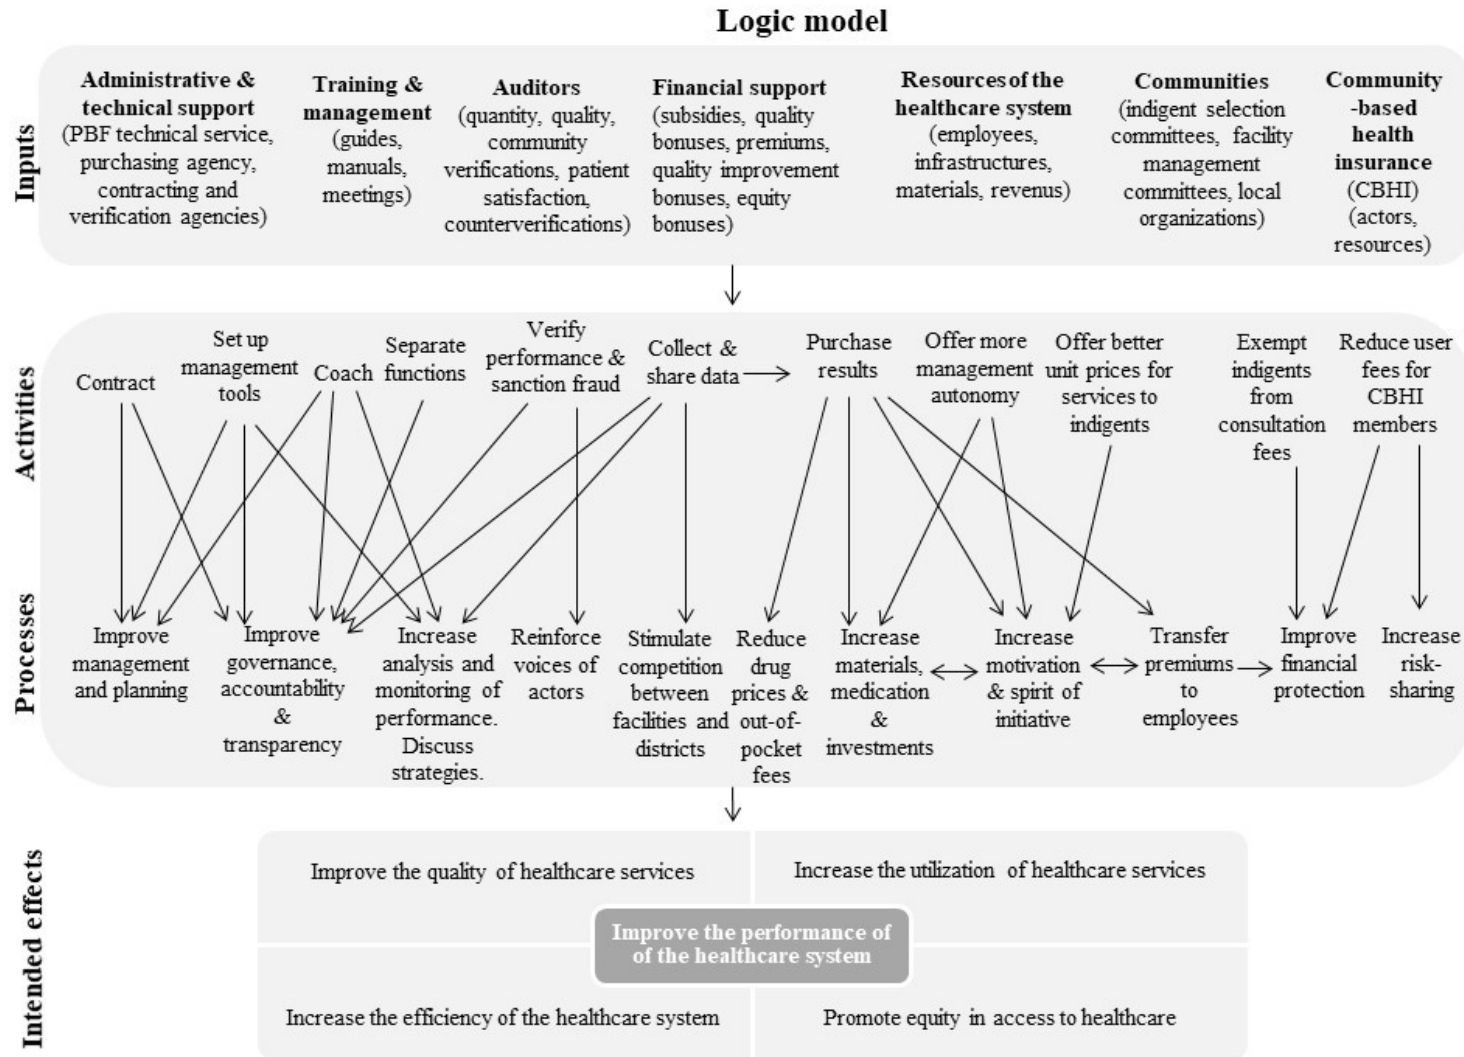 Logic model
Inputs
Administrative &
technical support
(PBF technical service,
purchasing agency,
contracting and
verification agencies)
Training &
management
(guides,
manuals,
meetings)
Auditors
(quantity, quality,
community
verifications, patient
satisfaction,
counterverifications)
Financial support
(subsidies, quality
bonuses, premiums,
quality improvement
bonuses, equity
bonuses)
Resources of the
healthcare system
(employees,
infrastructures,
materials, revenus)
Communities
(indigent selection
committees, facility
management
committees, local
organizations)
Community
-based
health
insurance
(CBHI)
(actors,
resources)
Activities
Contract
Set up
management
tools
Coach
Separate
functions
Verify
performance &
sanction fraud
Collect &
share data
Purchase
results
Offer more
management
autonomy
Offer better
unit prices for
services to
indigents
Exempt
indigents
from
consultation
fees
Reduce user
fees for
CBHI
members
Processes
Improve
management
and planning
Improve
governance,
accountability
&
transparency
Increase
analysis and
monitoring of
performance.
Discuss
strategies.
Reinforce
voices of
actors
Stimulate
competition
between
facilities and
districts
Reduce
drug
prices &
out-of-
pocket
fees
Increase
materials,
medication
&
investments
Increase
motivation
& spirit of
initiative
Transfer
premiums
to
employees
Improve
financial
protection
Increase
risk-
sharing
Intended effects
Improve the quality of healthcare services
Increase the utilization of healthcare services
Improve the performance of
of the healthcare system
Increase the efficiency of the healthcare system
Promote equity in access to healthcare